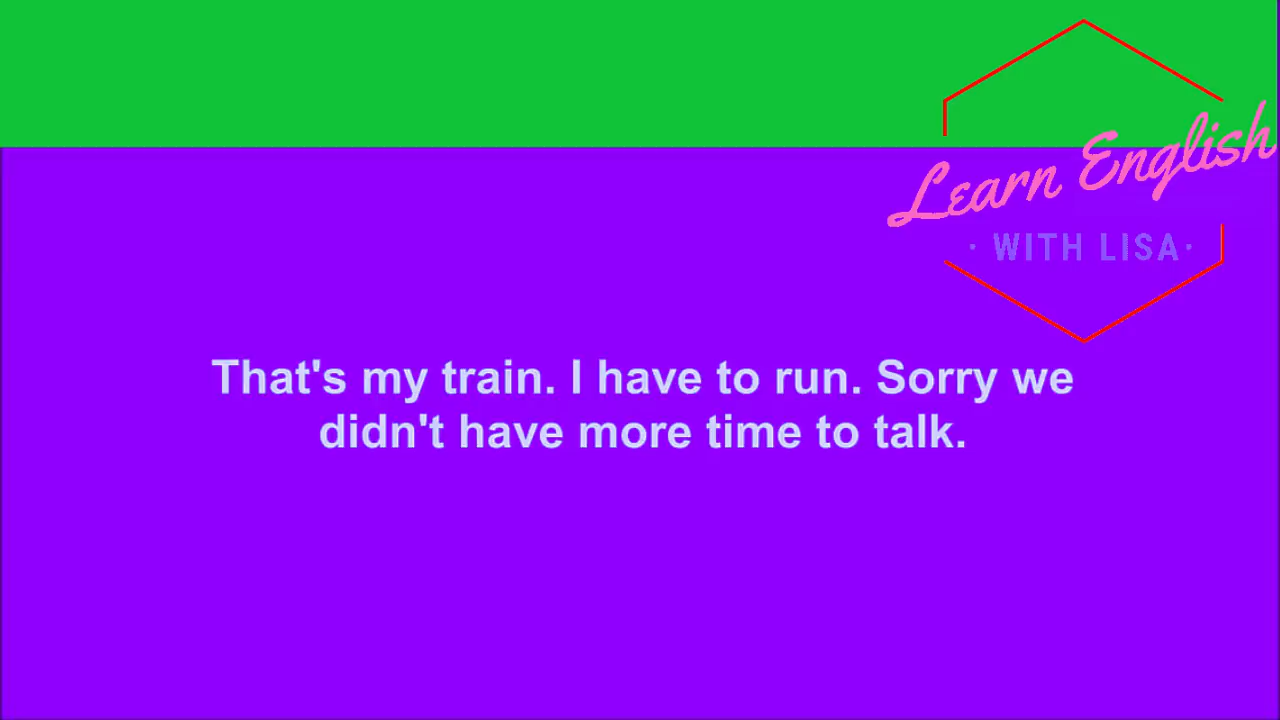 Learn English
· WITH LISA·
That's my train. I have to run. Sorry we
didn't have more time to talk.